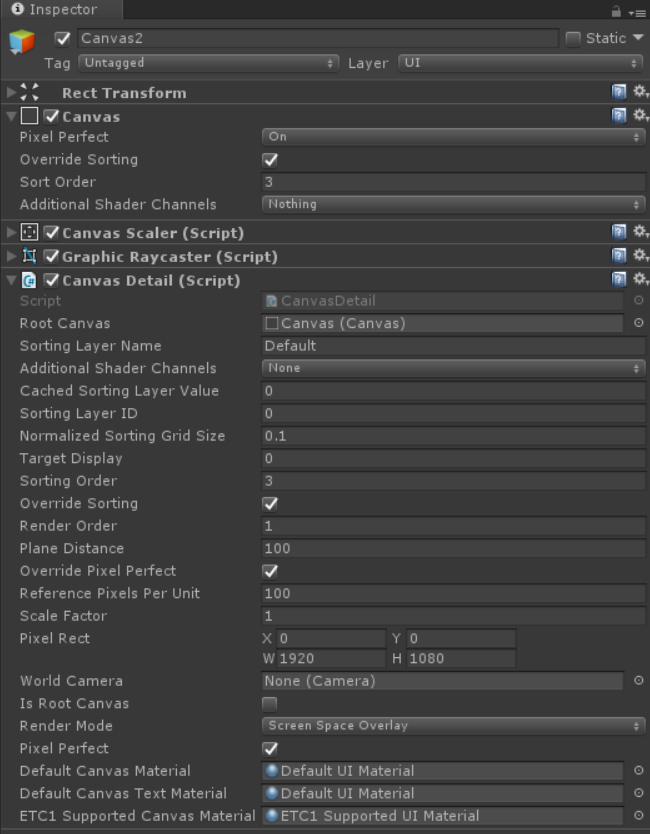 Inspector
Canvas2 Static
Tag Untagged Layer UI
Rect Transform
Canvas
Pixel Perfect On
Override Sorting
Sort Order 3
Additional Shader Channels Nothing
Canvas Scaler (Script)
Graphic Raycaster (Script)
Canvas Detail (Script)
Script CanvasDetail
Root Canvas Canvas (Canvas)
Sorting Layer Name Default
Additional Shader Channels None
Cached Sorting Layer Value 0
Sorting Layer ID 0
Normalized Sorting Grid Size 0.1
Target Display 0
Sorting Order 3
Override Sorting
Render Order 1
Plane Distance 100
Override Pixel Perfect
Reference Pixels Per Unit 100
Scale Factor 1
Pixel Rect X 0 Y 0
W 1920 H 1080
World Camera None (Camera)
Is Root Canvas
Render Mode Screen Space Overlay
Pixel Perfect
Default Canvas Material Default UI Material
Default Canvas Text Material Default UI Material
ETC1 Supported Canvas Material ETC1 Supported UI Material